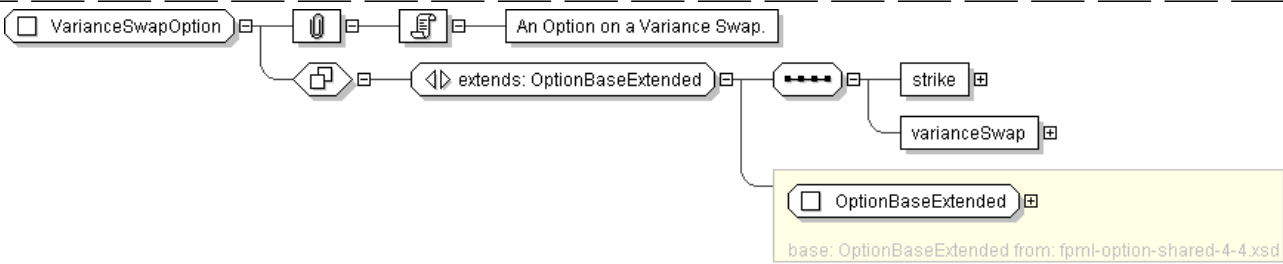 VarianceSwapOption
An Option on a Variance Swap.
extends: OptionBaseExtended
strike
varianceSwap
OptionBaseExtended
base: OptionBaseExtended from: fpml-option-shared-4-4.xsd